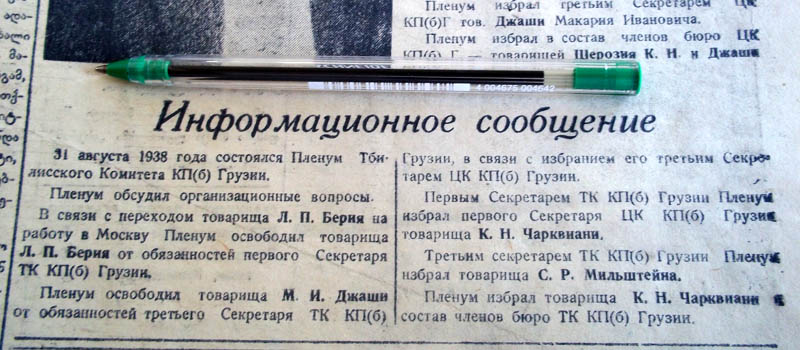 Пленум избрал третьим Секретарем ЦК
КП(б)Г тов. Джаши Макария Ивановича.
Пленум избрал в состав членов бюро ЦК
КП(б) Г — товарищей Шерозия К. Н. и Джаши
4 004675 004642
Информационное сообщение
31 августа 1938 года состоялся Пленум Тби-
лисского Комитета КП(б) Грузии.
Пленум обсудил организационные вопросы.
В связи с переходом товарища Л. П. Берия на
работу в Москву Пленум освободил товарища
Л. П. Берия от обязанностей первого Секретаря
ТК КП(б) Грузии.
Пленум освободил товарища М. И. Джаши
от обязанностей третьего Секретаря ТК КП(б)
Грузии, в связи с избранием его третьим Секре-
тарем ЦК КП(б) Грузии.
Первым Секретарем ТК КП(б) Грузии Пленум
избрал первого Секретаря ЦК КП(б) Грузии
товарища К. Н. Чарквиани.
Третьим секретарем ТК КП(б) Грузии Пленум
избрал товарища С. Р. Мильштейна.
Пленум избрал товарища К. Н. Чарквиани в
состав членов бюро ТК КП(б) Грузии.